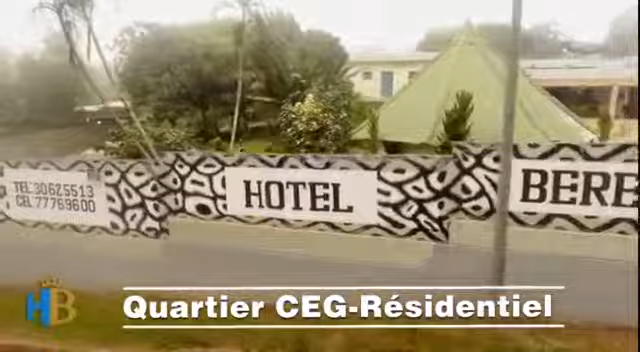 TEL:30625513
CEL:77769600
HOTEL
BERE
HB
Quartier CEG-Résidentiel